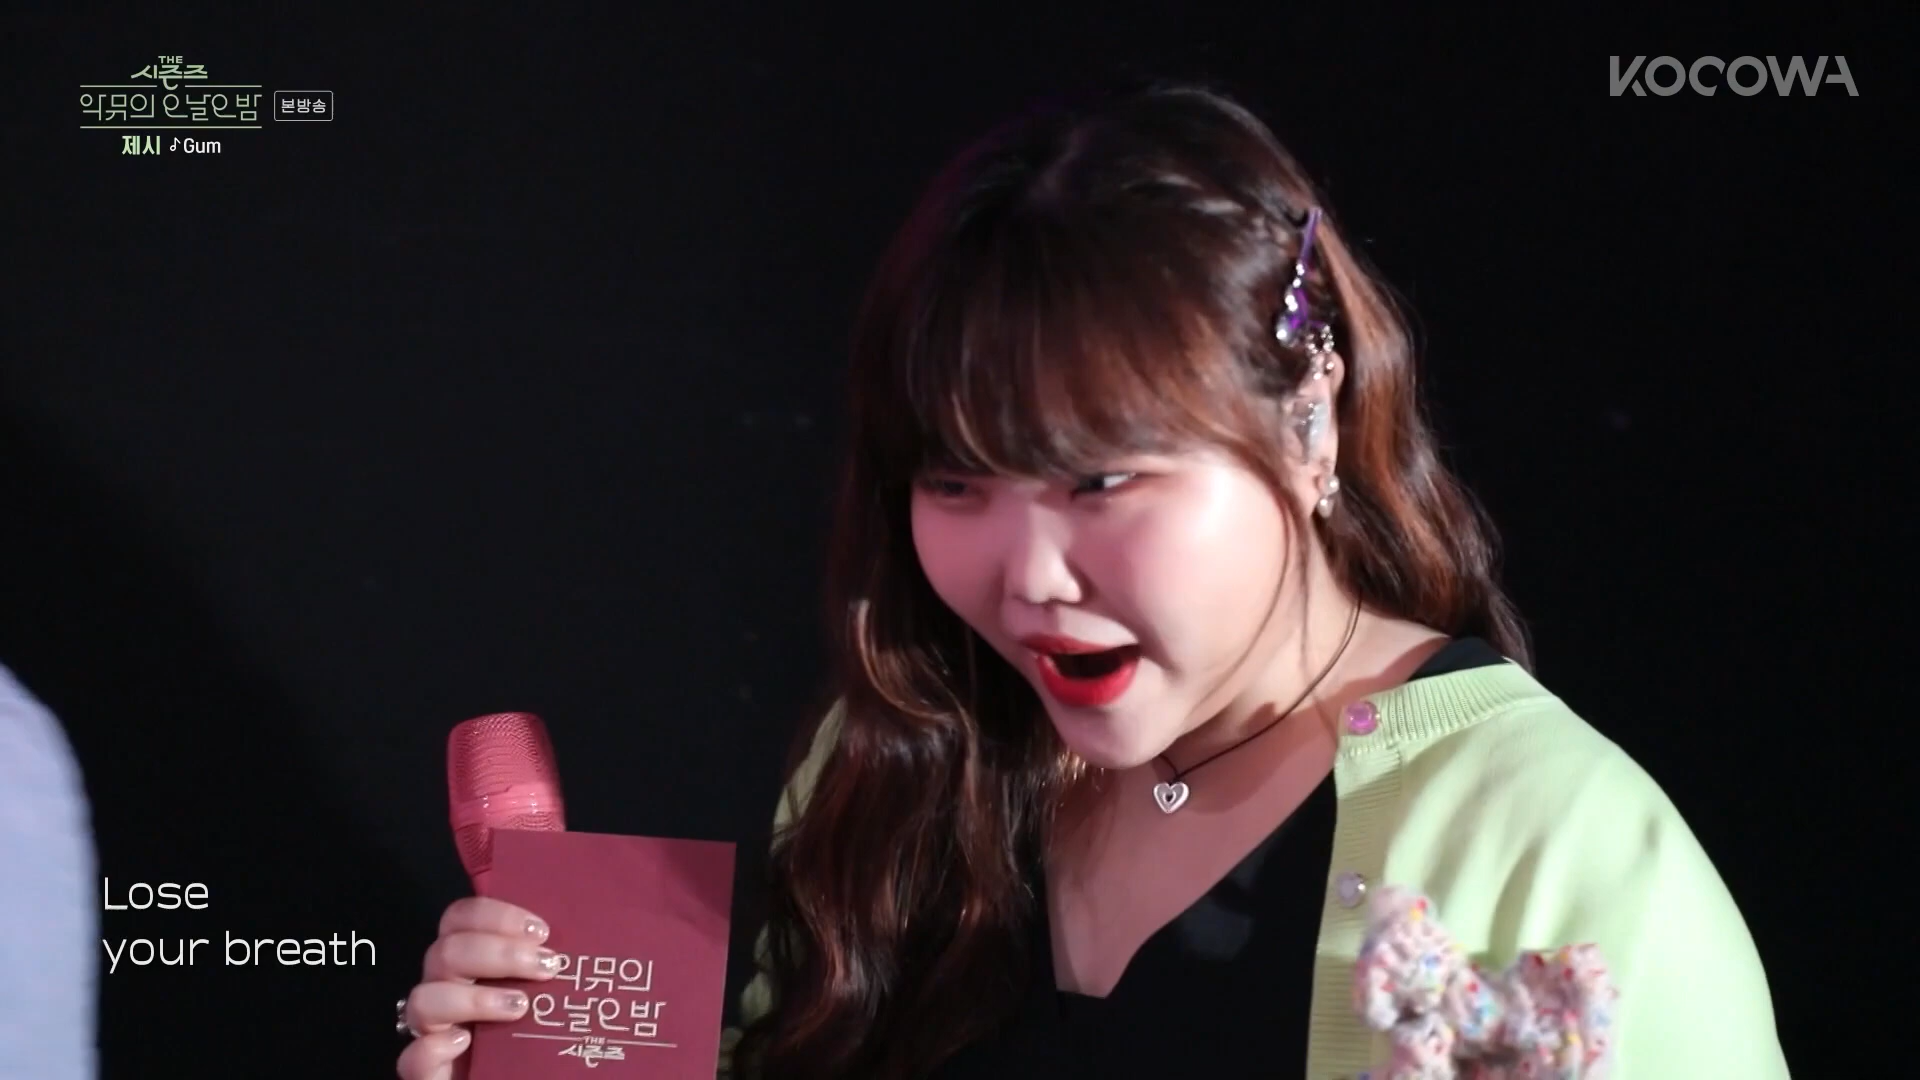 THE
시즌즈
악뮤의 오날오밤 본방송
제시 ♪Gum
KOCOWA
Lose
your breath
악뮤의
오날오밤
THE
시즌즈